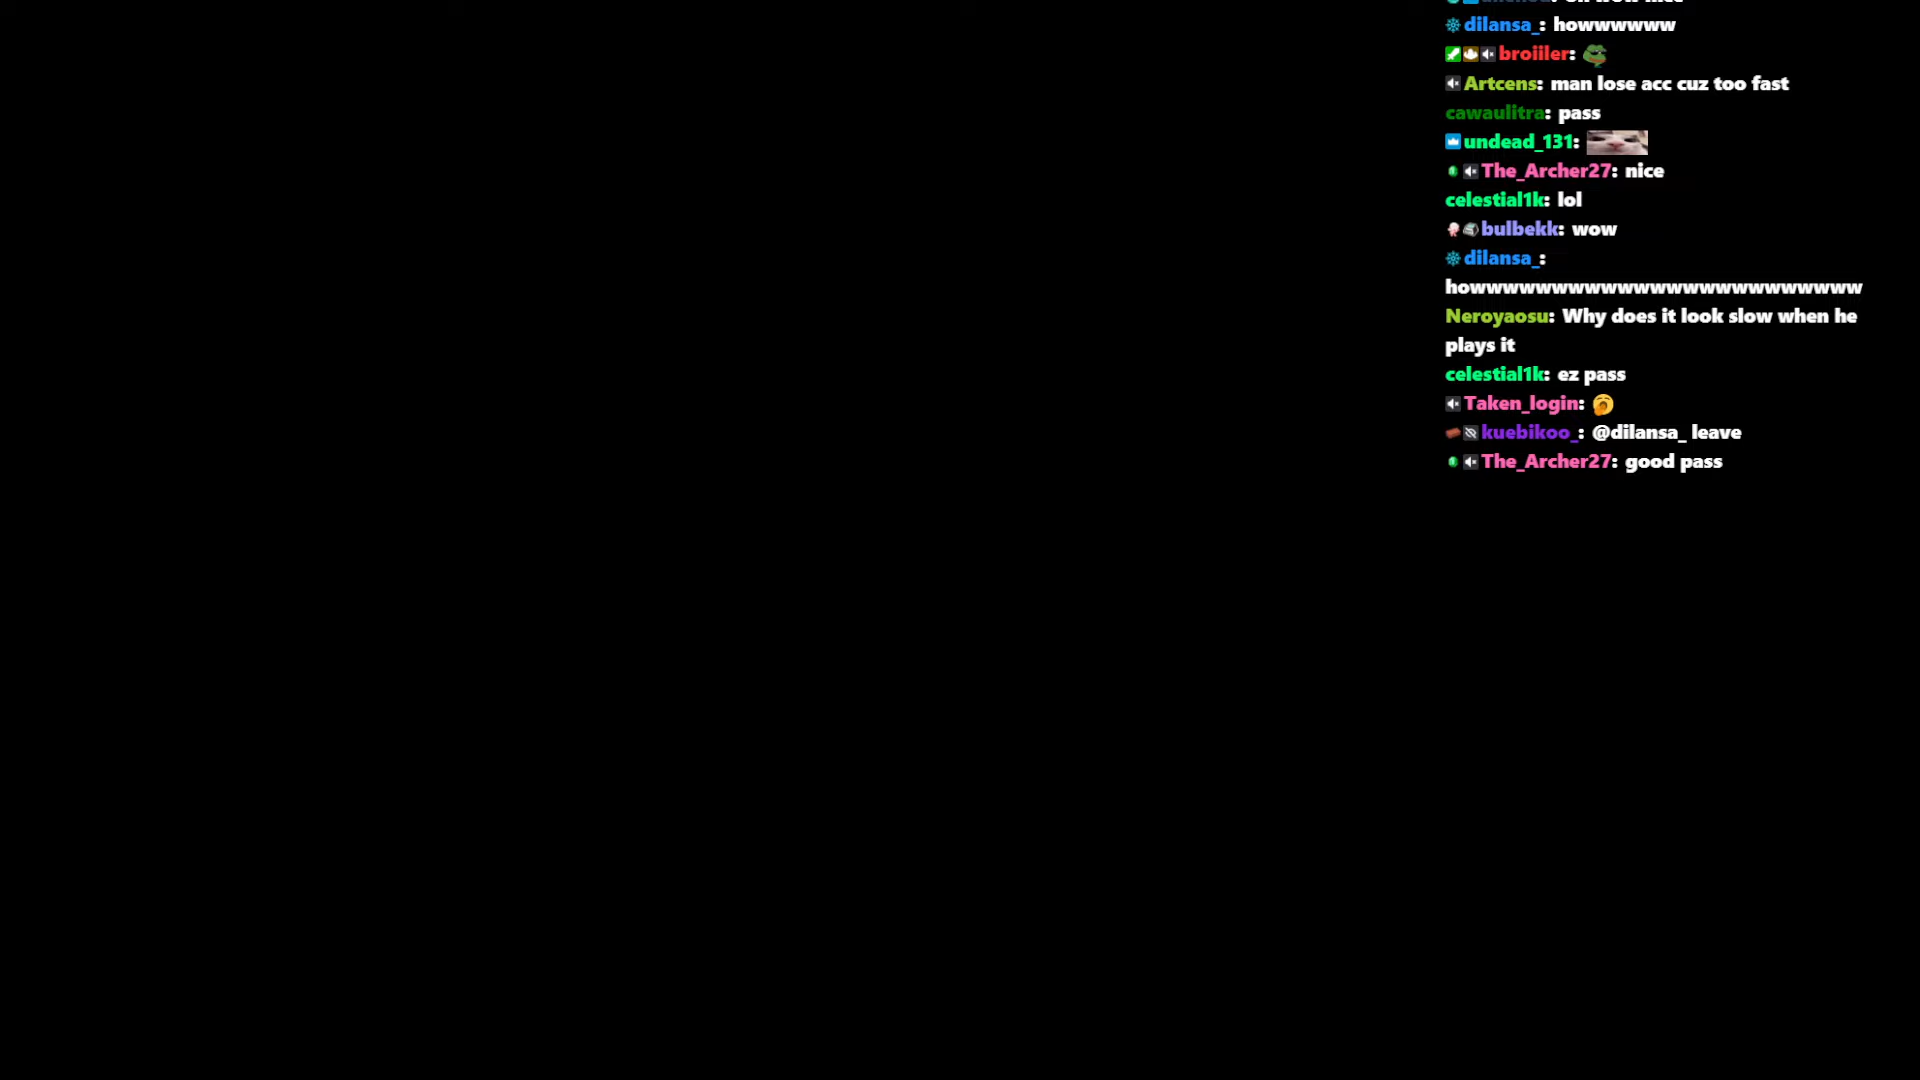 dilansa_: howwwwww
broiiler:
Artcens: man lose acc cuz too fast
cawaulitra: pass
undead_131:
The_Archer27: nice
celestial1k: lol
bulbekk: wow
dilansa_:
howwwwwwwwwwwwwwwwwwwwwwww
Neroyaosu: Why does it look slow when he
plays it
celestial1k: ez pass
Taken_login:
kuebikoo_: @dilansa_ leave
The_Archer27: good pass